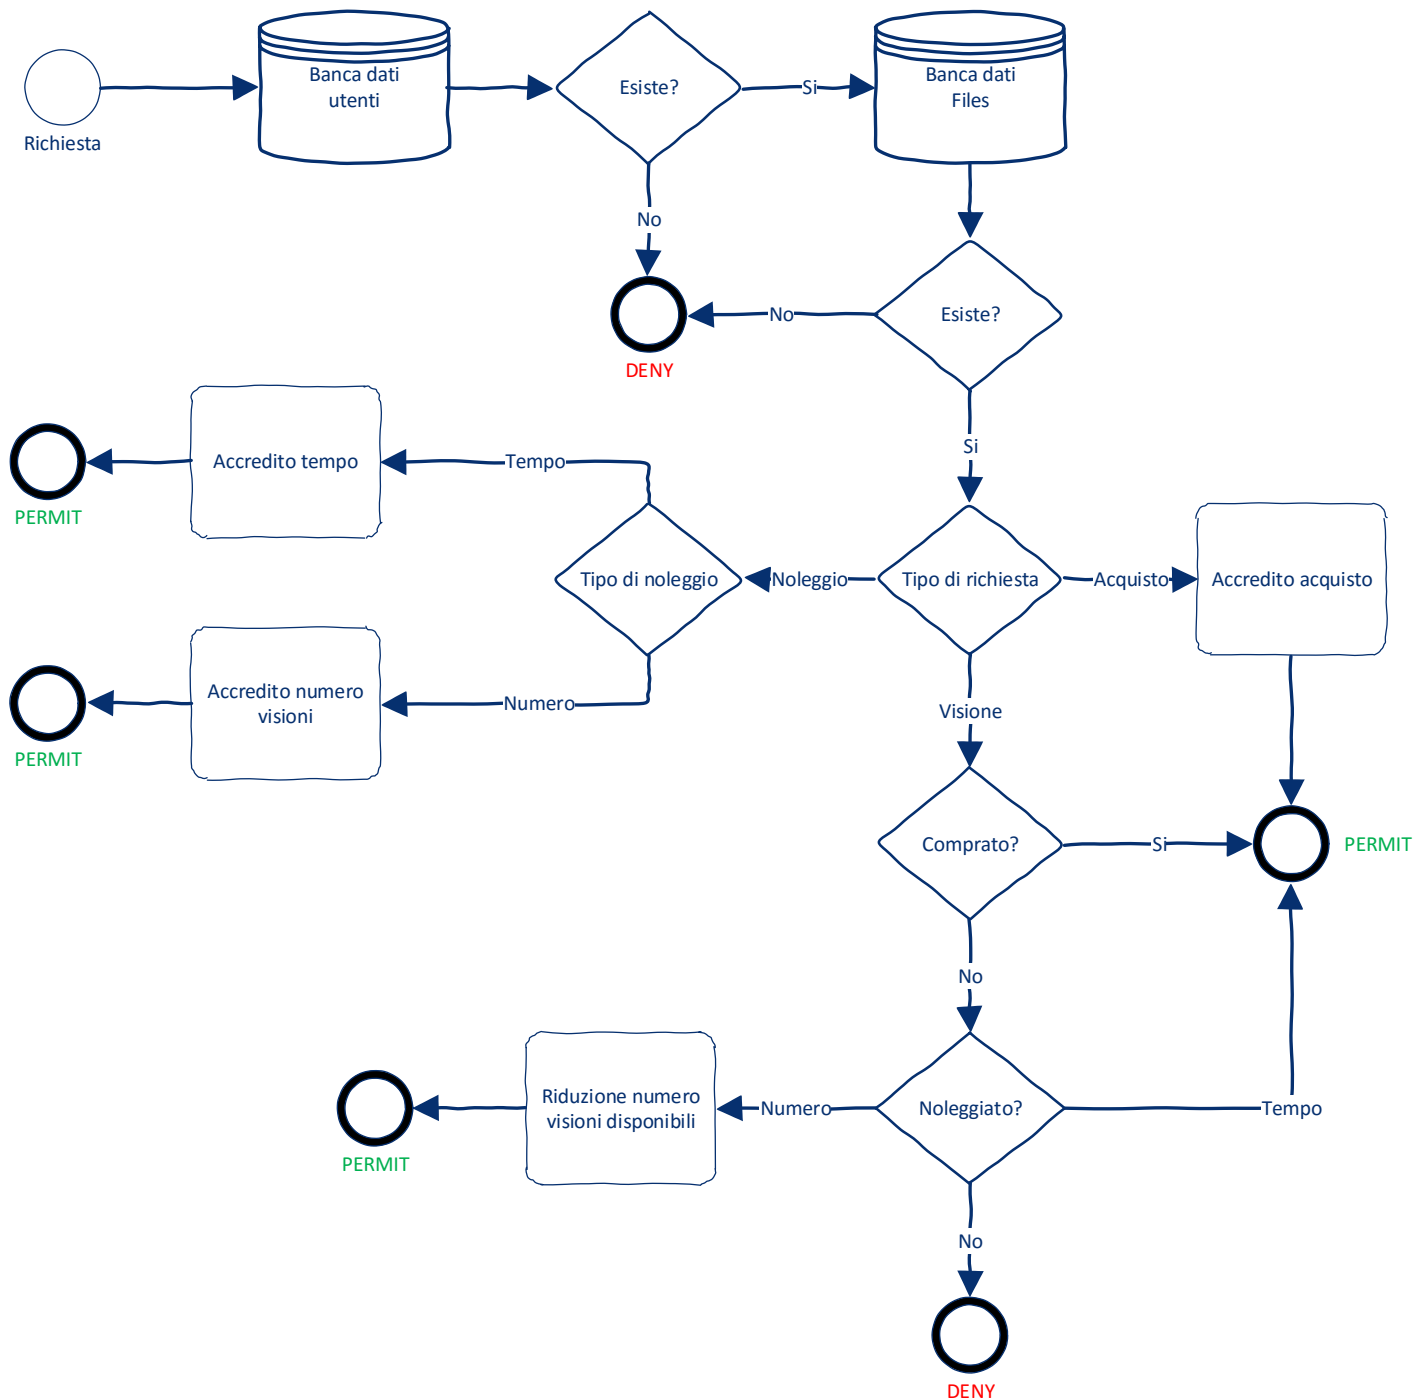 Banca dati
utenti
Esiste?
Si
Banca dati
Files
Richiesta
No
No
Esiste?
DENY
Si
Accredito tempo
Tempo
PERMIT
Tipo di noleggio
Noleggio
Tipo di richiesta
Acquisto
Accredito acquisto
Accredito numero
visioni
Numero
Visione
PERMIT
Comprato?
Si
PERMIT
No
Riduzione numero
visioni disponibili
Numero
Noleggiato?
Tempo
PERMIT
No
DENY